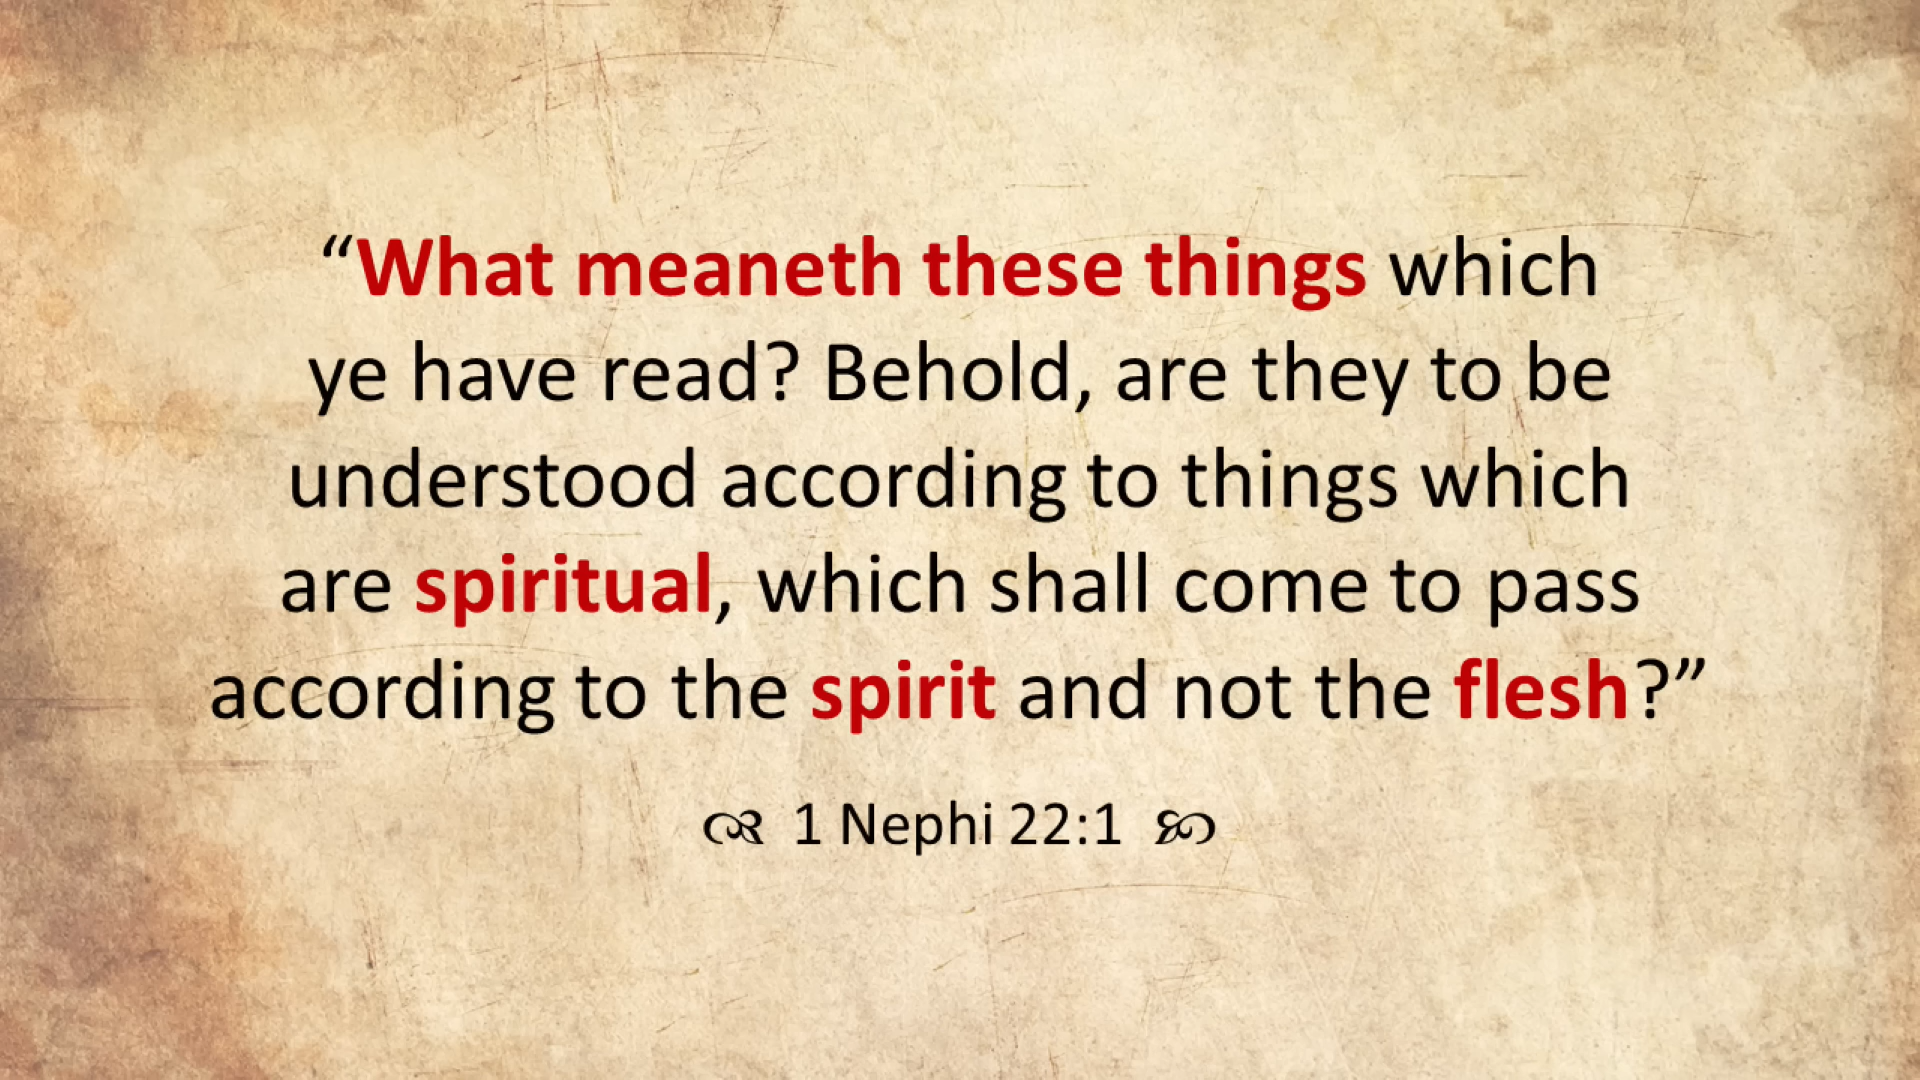 “What meaneth these things which
ye have read? Behold, are they to be
understood according to things which
are spiritual, which shall come to pass
according to the spirit and not the flesh?”
1 Nephi 22:1